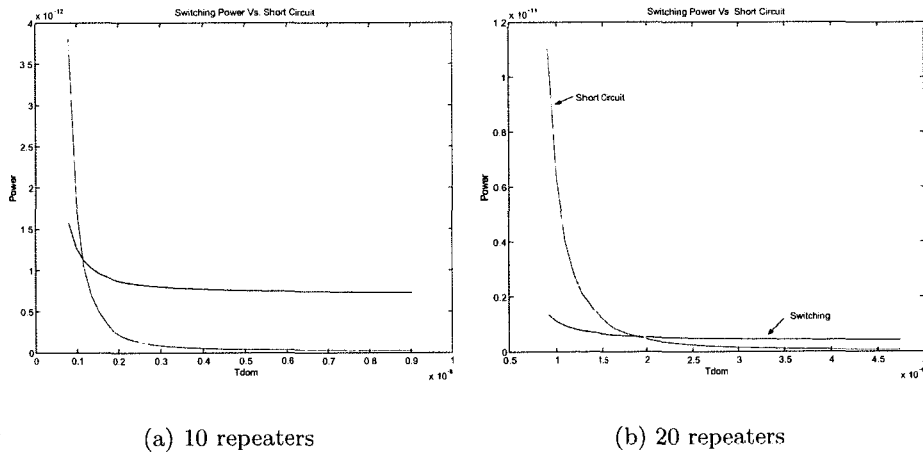 Switching Power Vs. Short Circuit
x 10⁻¹²
4
3.5
3
2.5
2
1.5
1
0.5
0
Power
0 0.1 0.2 0.3 0.4 0.5 0.6 0.7 0.8 0.9 1
Tdom
(a) 10 repeaters
Switching Power Vs Short Circuit
1.2
1
0.8
0.6
0.4
0.2
0
Power
Short Circuit
Switching
0.5 1 1.5 2 2.5 3 3.5 4 4.5 5
Tdom
(b) 20 repeaters